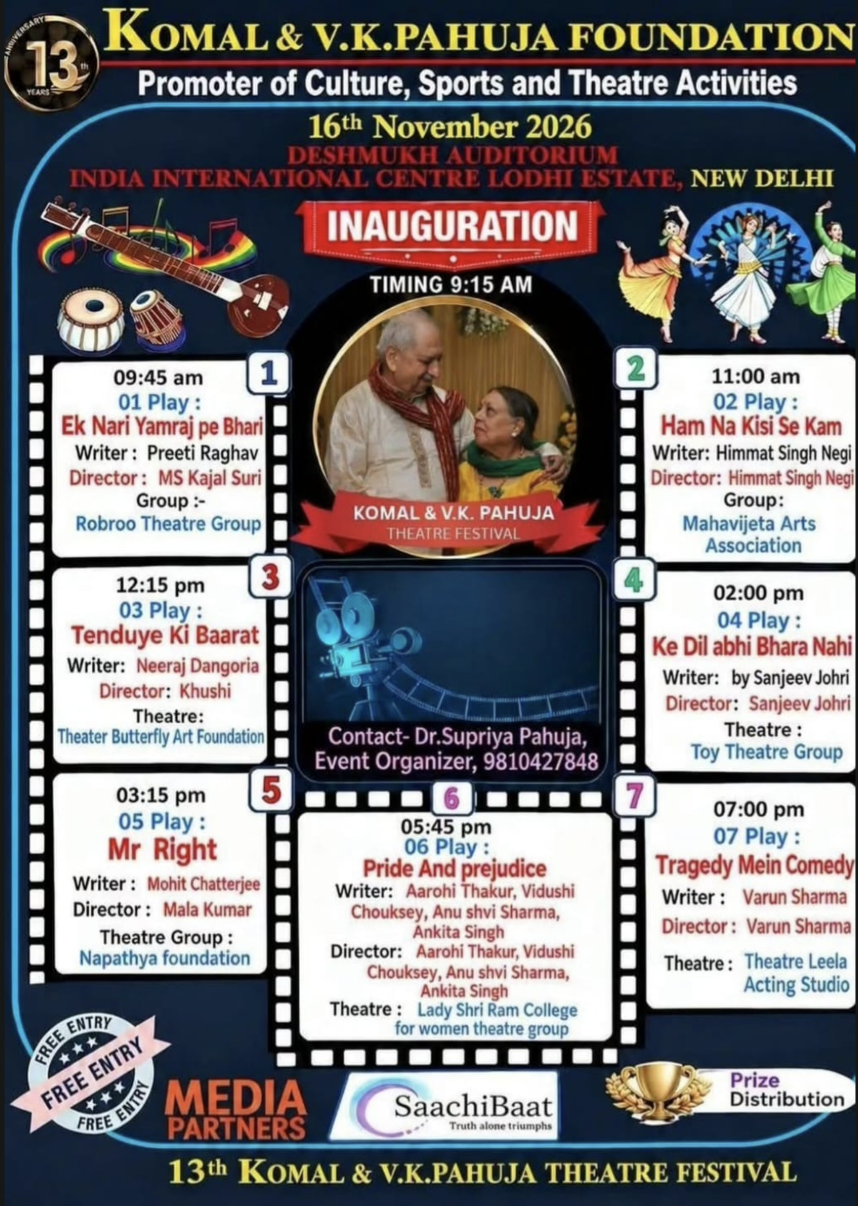 ANNIVERSARY
13th
YEARS
KOMAL & V.K.PAHUJA FOUNDATION
Promoter of Culture, Sports and Theatre Activities
16th November 2026
DESHMUKH AUDITORIUM
INDIA INTERNATIONAL CENTRE LODHI ESTATE, NEW DELHI
INAUGURATION
TIMING 9:15 AM
KOMAL & V.K. PAHUJA
THEATRE FESTIVAL
1
09:45 am
01 Play :
Ek Nari Yamraj pe Bhari
Writer : Preeti Raghav
Director : MS Kajal Suri
Group :-
Robroo Theatre Group
2
11:00 am
02 Play :
Ham Na Kisi Se Kam
Writer: Himmat Singh Negi
Director: Himmat Singh Negi
Group:
Mahavijeta Arts
Association
3
12:15 pm
03 Play :
Tenduye Ki Baarat
Writer: Neeraj Dangoria
Director: Khushi
Theatre:
Theater Butterfly Art Foundation
4
02:00 pm
04 Play :
Ke Dil abhi Bhara Nahi
Writer: by Sanjeev Johri
Director: Sanjeev Johri
Theatre :
Toy Theatre Group
Contact- Dr.Supriya Pahuja,
Event Organizer, 9810427848
5
03:15 pm
05 Play :
Mr Right
Writer : Mohit Chatterjee
Director : Mala Kumar
Theatre Group :
Napathya foundation
6
05:45 pm
06 Play :
Pride And prejudice
Writer: Aarohi Thakur, Vidushi
Chouksey, Anu shvi Sharma,
Ankita Singh
Director: Aarohi Thakur, Vidushi
Chouksey, Anu shvi Sharma,
Ankita Singh
Theatre : Lady Shri Ram College
for women theatre group
7
07:00 pm
07 Play :
Tragedy Mein Comedy
Writer : Varun Sharma
Director : Varun Sharma
Theatre : Theatre Leela
Acting Studio
FREE ENTRY
FREE ENTRY
FREE ENTRY
MEDIA
PARTNERS
SaachiBaat
Truth alone triumphs
Prize
Distribution
13th KOMAL & V.K.PAHUJA THEATRE FESTIVAL